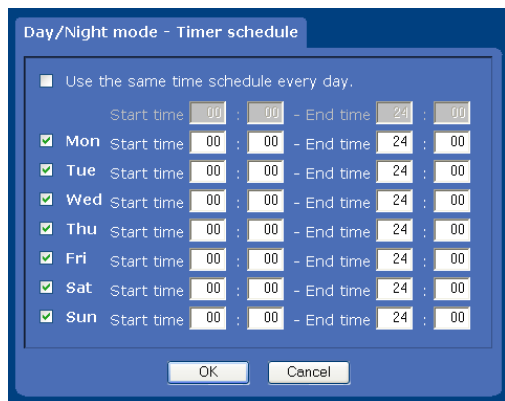 Day/Night mode - Timer schedule
Use the same time schedule every day.
Start time 00 : 00 - End time 24 : 00
Mon Start time 00 : 00 - End time 24 : 00
Tue Start time 00 : 00 - End time 24 : 00
Wed Start time 00 : 00 - End time 24 : 00
Thu Start time 00 : 00 - End time 24 : 00
Fri Start time 00 : 00 - End time 24 : 00
Sat Start time 00 : 00 - End time 24 : 00
Sun Start time 00 : 00 - End time 24 : 00
OK Cancel